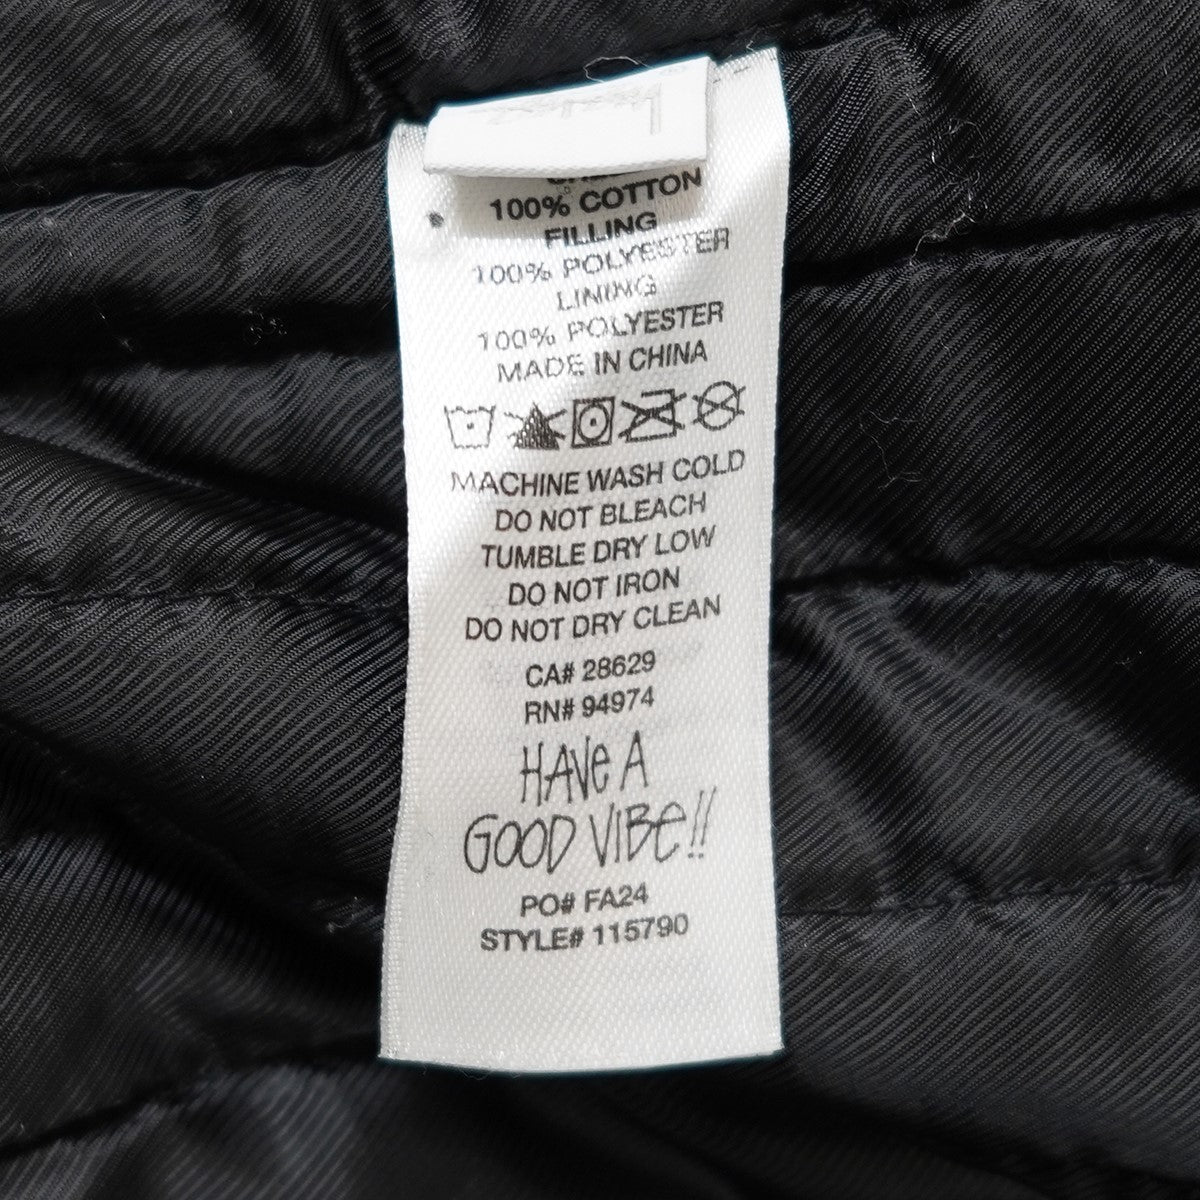 100% COTTON
FILLING
100% POLYESTER
LINING
100% POLYESTER
MADE IN CHINA
MACHINE WASH COLD
DO NOT BLEACH
TUMBLE DRY LOW
DO NOT IRON
DO NOT DRY CLEAN
CA# 28629
RN# 94974
HAVE A
GOOD VIBE!!
PO# FA24
STYLE# 115790